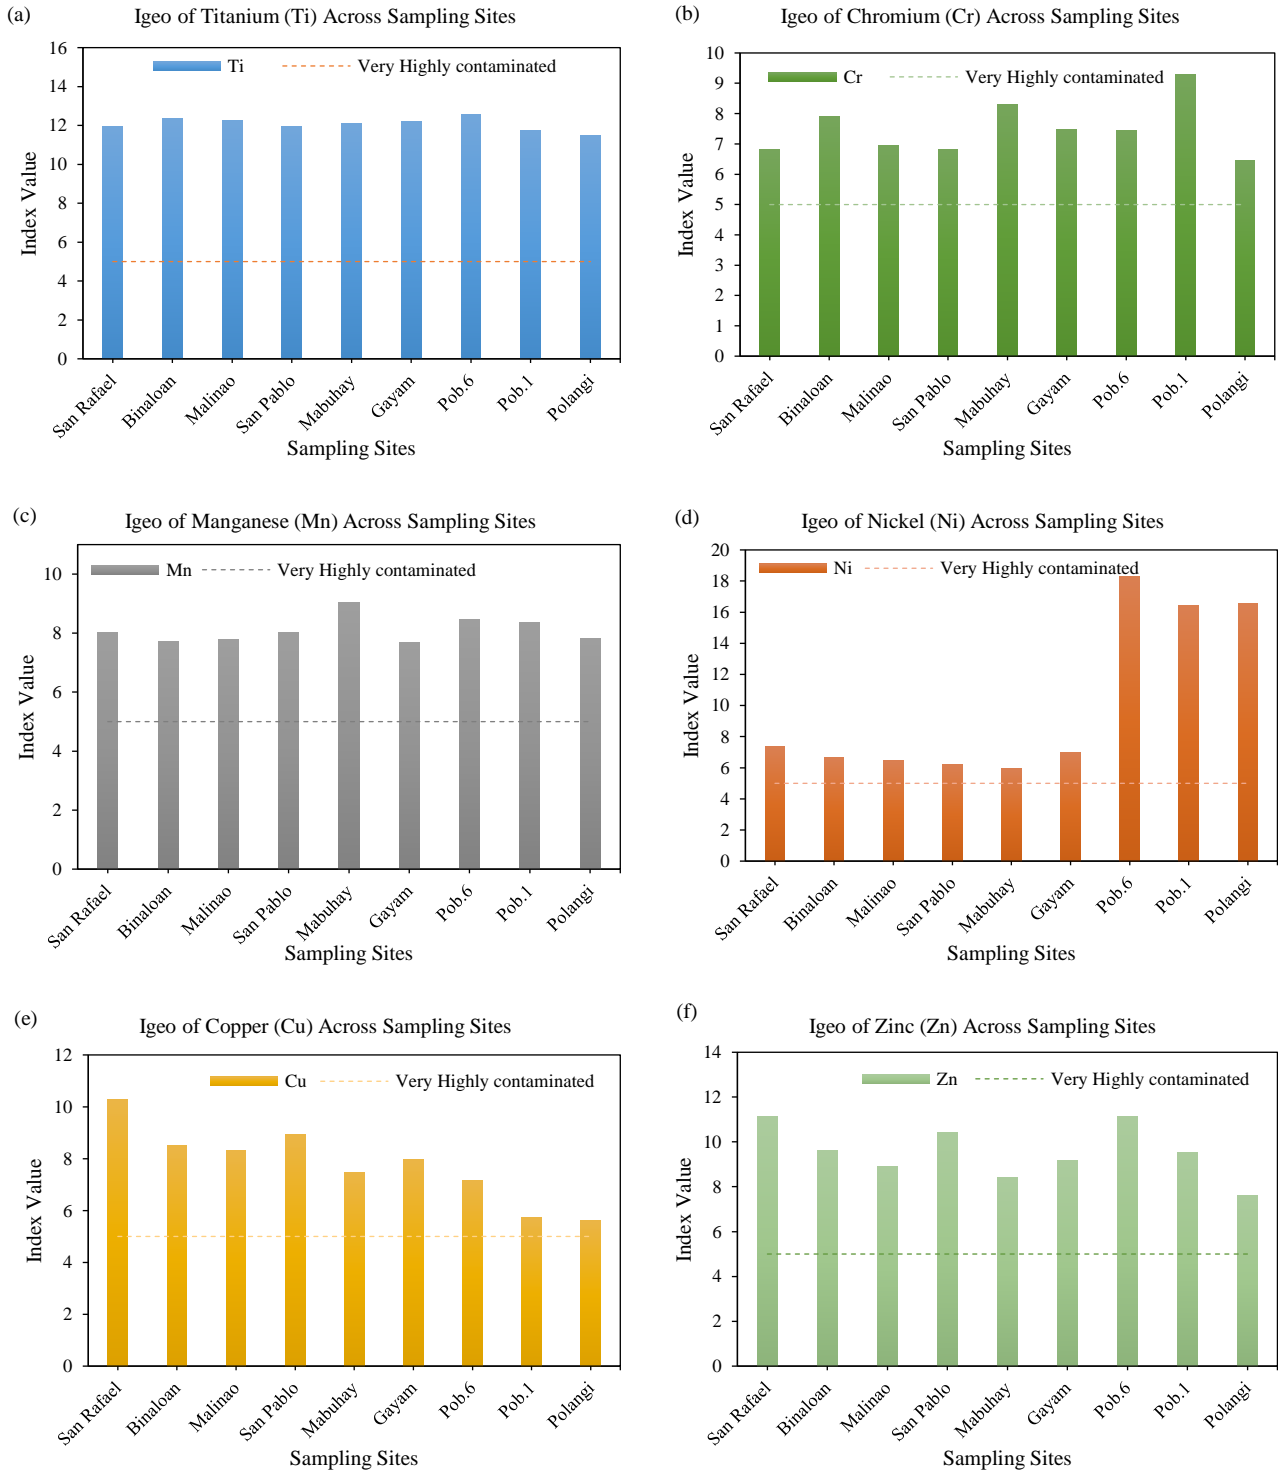 (a)
Igeo of Titanium (Ti) Across Sampling Sites
Ti
Very Highly contaminated
16
14
12
10
8
6
4
2
0
Index Value
San Rafael
Binaloan
Malinao
San Pablo
Mabuhay
Gayam
Pob.6
Pob.1
Polangi
Sampling Sites
(b)
Igeo of Chromium (Cr) Across Sampling Sites
Cr
Very Highly contaminated
10
9
8
7
6
5
4
3
2
1
0
Index Value
San Rafael
Binaloan
Malinao
San Pablo
Mabuhay
Gayam
Pob.6
Pob.1
Polangi
Sampling Sites
(c)
Igeo of Manganese (Mn) Across Sampling Sites
Mn
Very Highly contaminated
10
8
6
4
2
0
Index Value
San Rafael
Binaloan
Malinao
San Pablo
Mabuhay
Gayam
Pob.6
Pob.1
Polangi
Sampling Sites
(d)
Igeo of Nickel (Ni) Across Sampling Sites
Ni
Very Highly contaminated
20
18
16
14
12
10
8
6
4
2
0
Index Value
San Rafael
Binaloan
Malinao
San Pablo
Mabuhay
Gayam
Pob.6
Pob.1
Polangi
Sampling Sites
(e)
Igeo of Copper (Cu) Across Sampling Sites
Cu
Very Highly contaminated
12
10
8
6
4
2
0
Index Value
San Rafael
Binaloan
Malinao
San Pablo
Mabuhay
Gayam
Pob.6
Pob.1
Polangi
Sampling Sites
(f)
Igeo of Zinc (Zn) Across Sampling Sites
Zn
Very Highly contaminated
14
12
10
8
6
4
2
0
Index Value
San Rafael
Binaloan
Malinao
San Pablo
Mabuhay
Gayam
Pob.6
Pob.1
Polangi
Sampling Sites